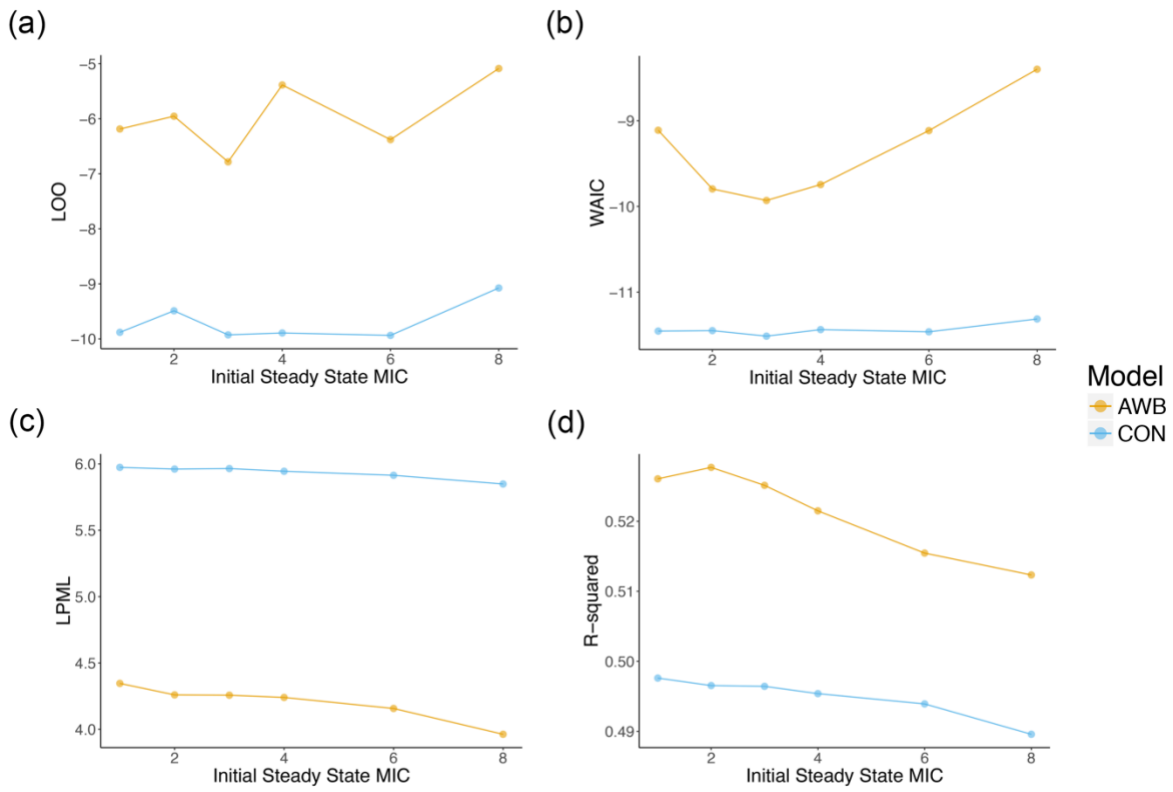 (a)
−5
−6
−7
−8
−9
−10
LOO
2 4 6 8
Initial Steady State MIC
(b)
−9
−10
−11
WAIC
2 4 6 8
Initial Steady State MIC
Model
AWB
CON
(c)
6.0
5.5
5.0
4.5
4.0
LPML
2 4 6 8
Initial Steady State MIC
(d)
0.52
0.51
0.50
0.49
R−squared
2 4 6 8
Initial Steady State MIC